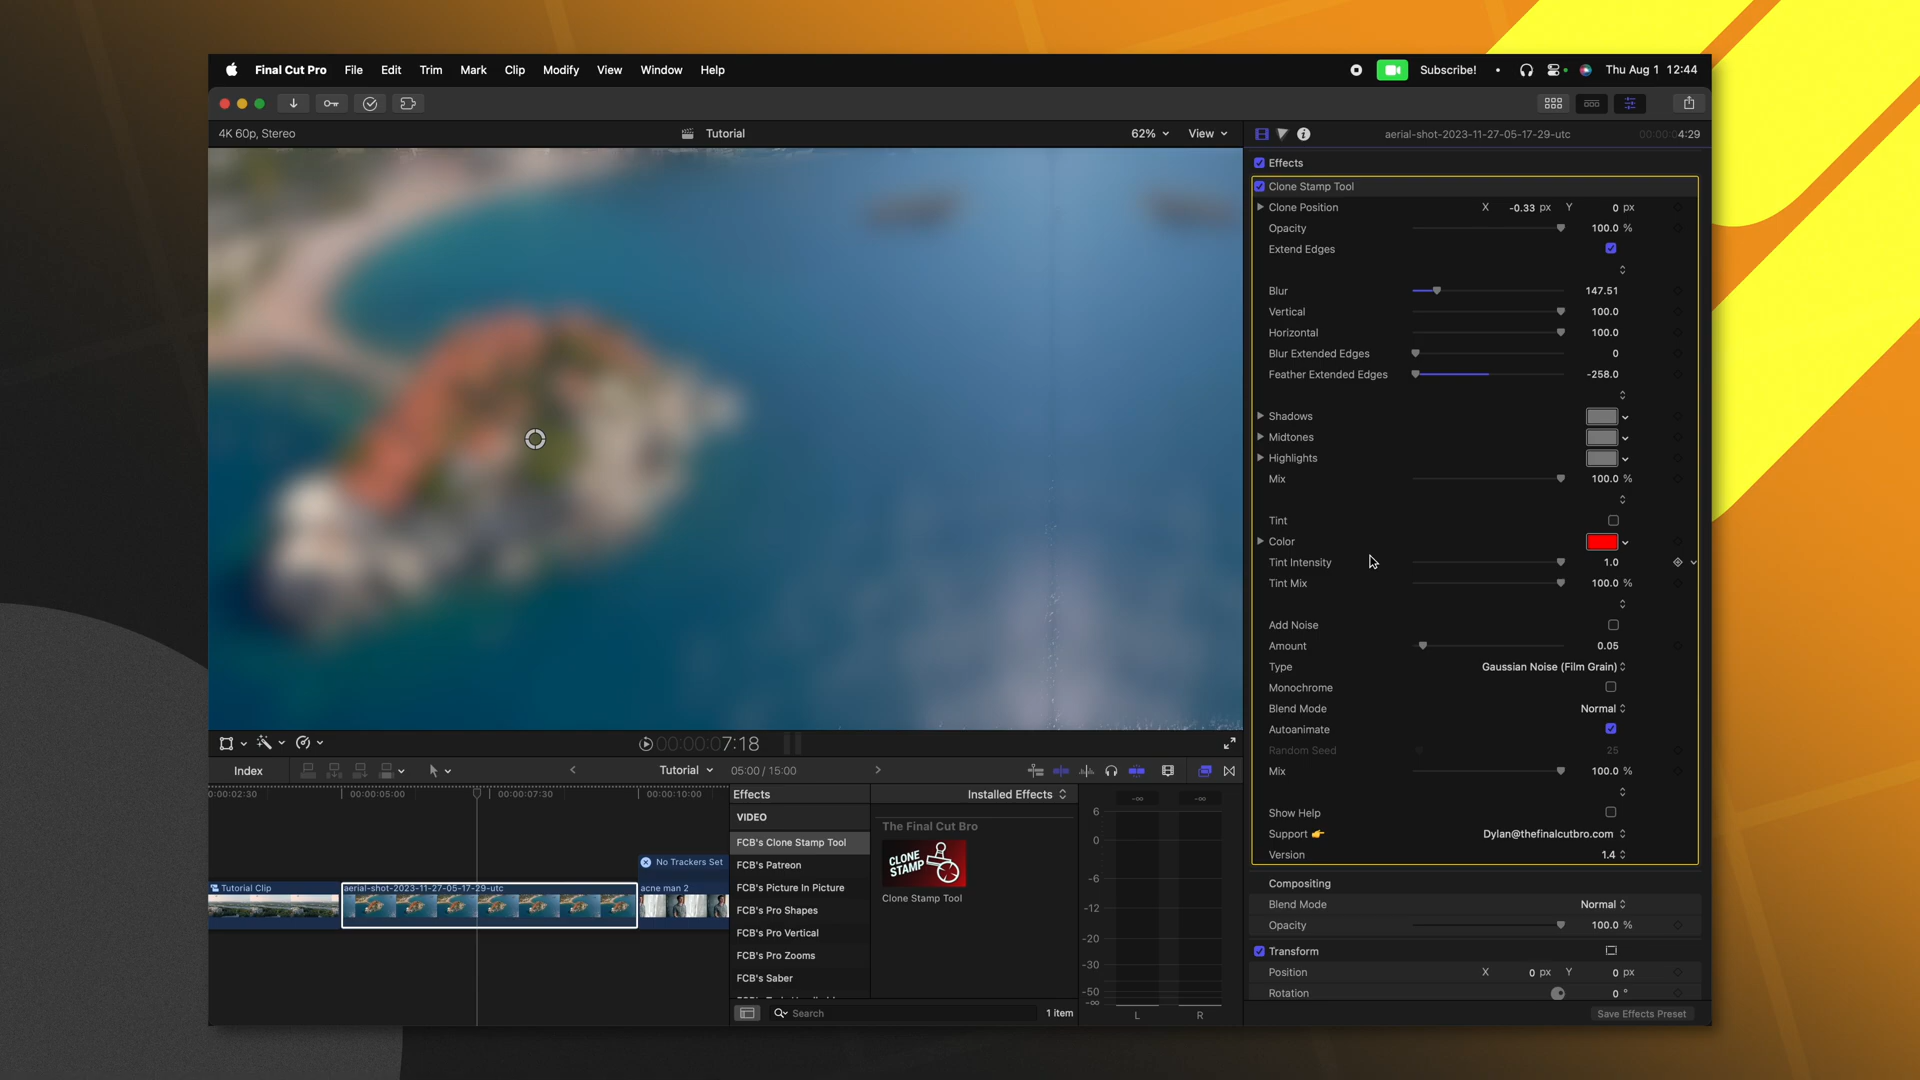 Final Cut Pro File Edit Trim Mark Clip Modify View Window Help
Subscribe! • Thu Aug 1 12:44
4K 60p, Stereo
Tutorial
62% View
aerial-shot-2023-11-27-05-17-29-utc
00:00:04:29
Effects
Clone Stamp Tool
Clone Position X -0.33 px Y 0 px
Opacity 100.0 %
Extend Edges
Blur 147.51
Vertical 100.0
Horizontal 100.0
Blur Extended Edges 0
Feather Extended Edges -258.0
Shadows
Midtones
Highlights
Mix 100.0 %
Tint
Color
Tint Intensity 1.0
Tint Mix 100.0 %
Add Noise
Amount 0.05
Type Gaussian Noise (Film Grain)
Monochrome
Blend Mode Normal
Autoanimate
Random Seed 25
Mix 100.0 %
Show Help
Support 👉 Dylan@thefinalcutbro.com
Version 1.4
Compositing
Blend Mode Normal
Opacity 100.0 %
Transform
Position X 0 px Y 0 px
Rotation 0 °
Save Effects Preset
00:00:07:18
Index
Tutorial 05:00 / 15:00
0:00:02:30 00:00:05:00 00:00:07:30 00:00:10:00
No Trackers Set
Tutorial Clip
aerial-shot-2023-11-27-05-17-29-utc
acne man 2
Effects
Installed Effects
VIDEO
FCB's Clone Stamp Tool
FCB's Patreon
FCB's Picture In Picture
FCB's Pro Shapes
FCB's Pro Vertical
FCB's Pro Zooms
FCB's Saber
The Final Cut Bro
CLONE
STAMP
Clone Stamp Tool
Search
1 item
-∞ -∞
6
0
-6
-12
-20
-30
-50
-∞
L R